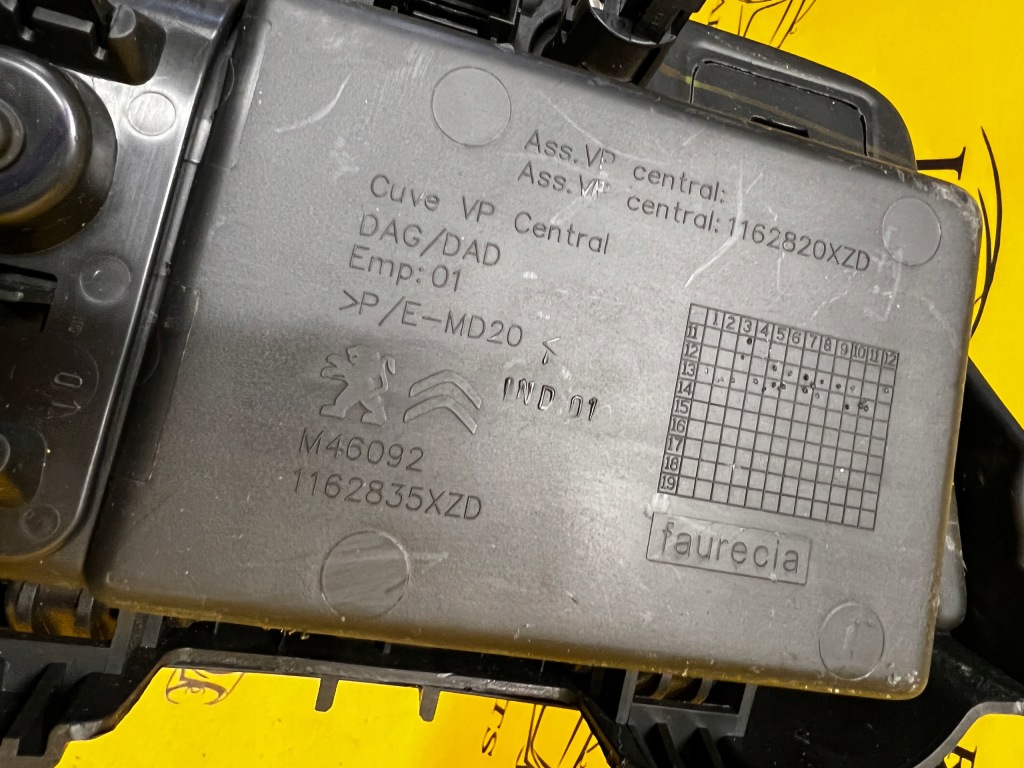 Ass.VP central:
Ass.VP central: 1162820XZD
Cuve VP Central
DAG/DAD
Emp: 01
>P/E-MD20<
IND 01
M46092
1162835XZD
1 2 3 4 5 6 7 8 9 10 11 12
11
12
13
14
15
16
17
18
19
faurecia
01